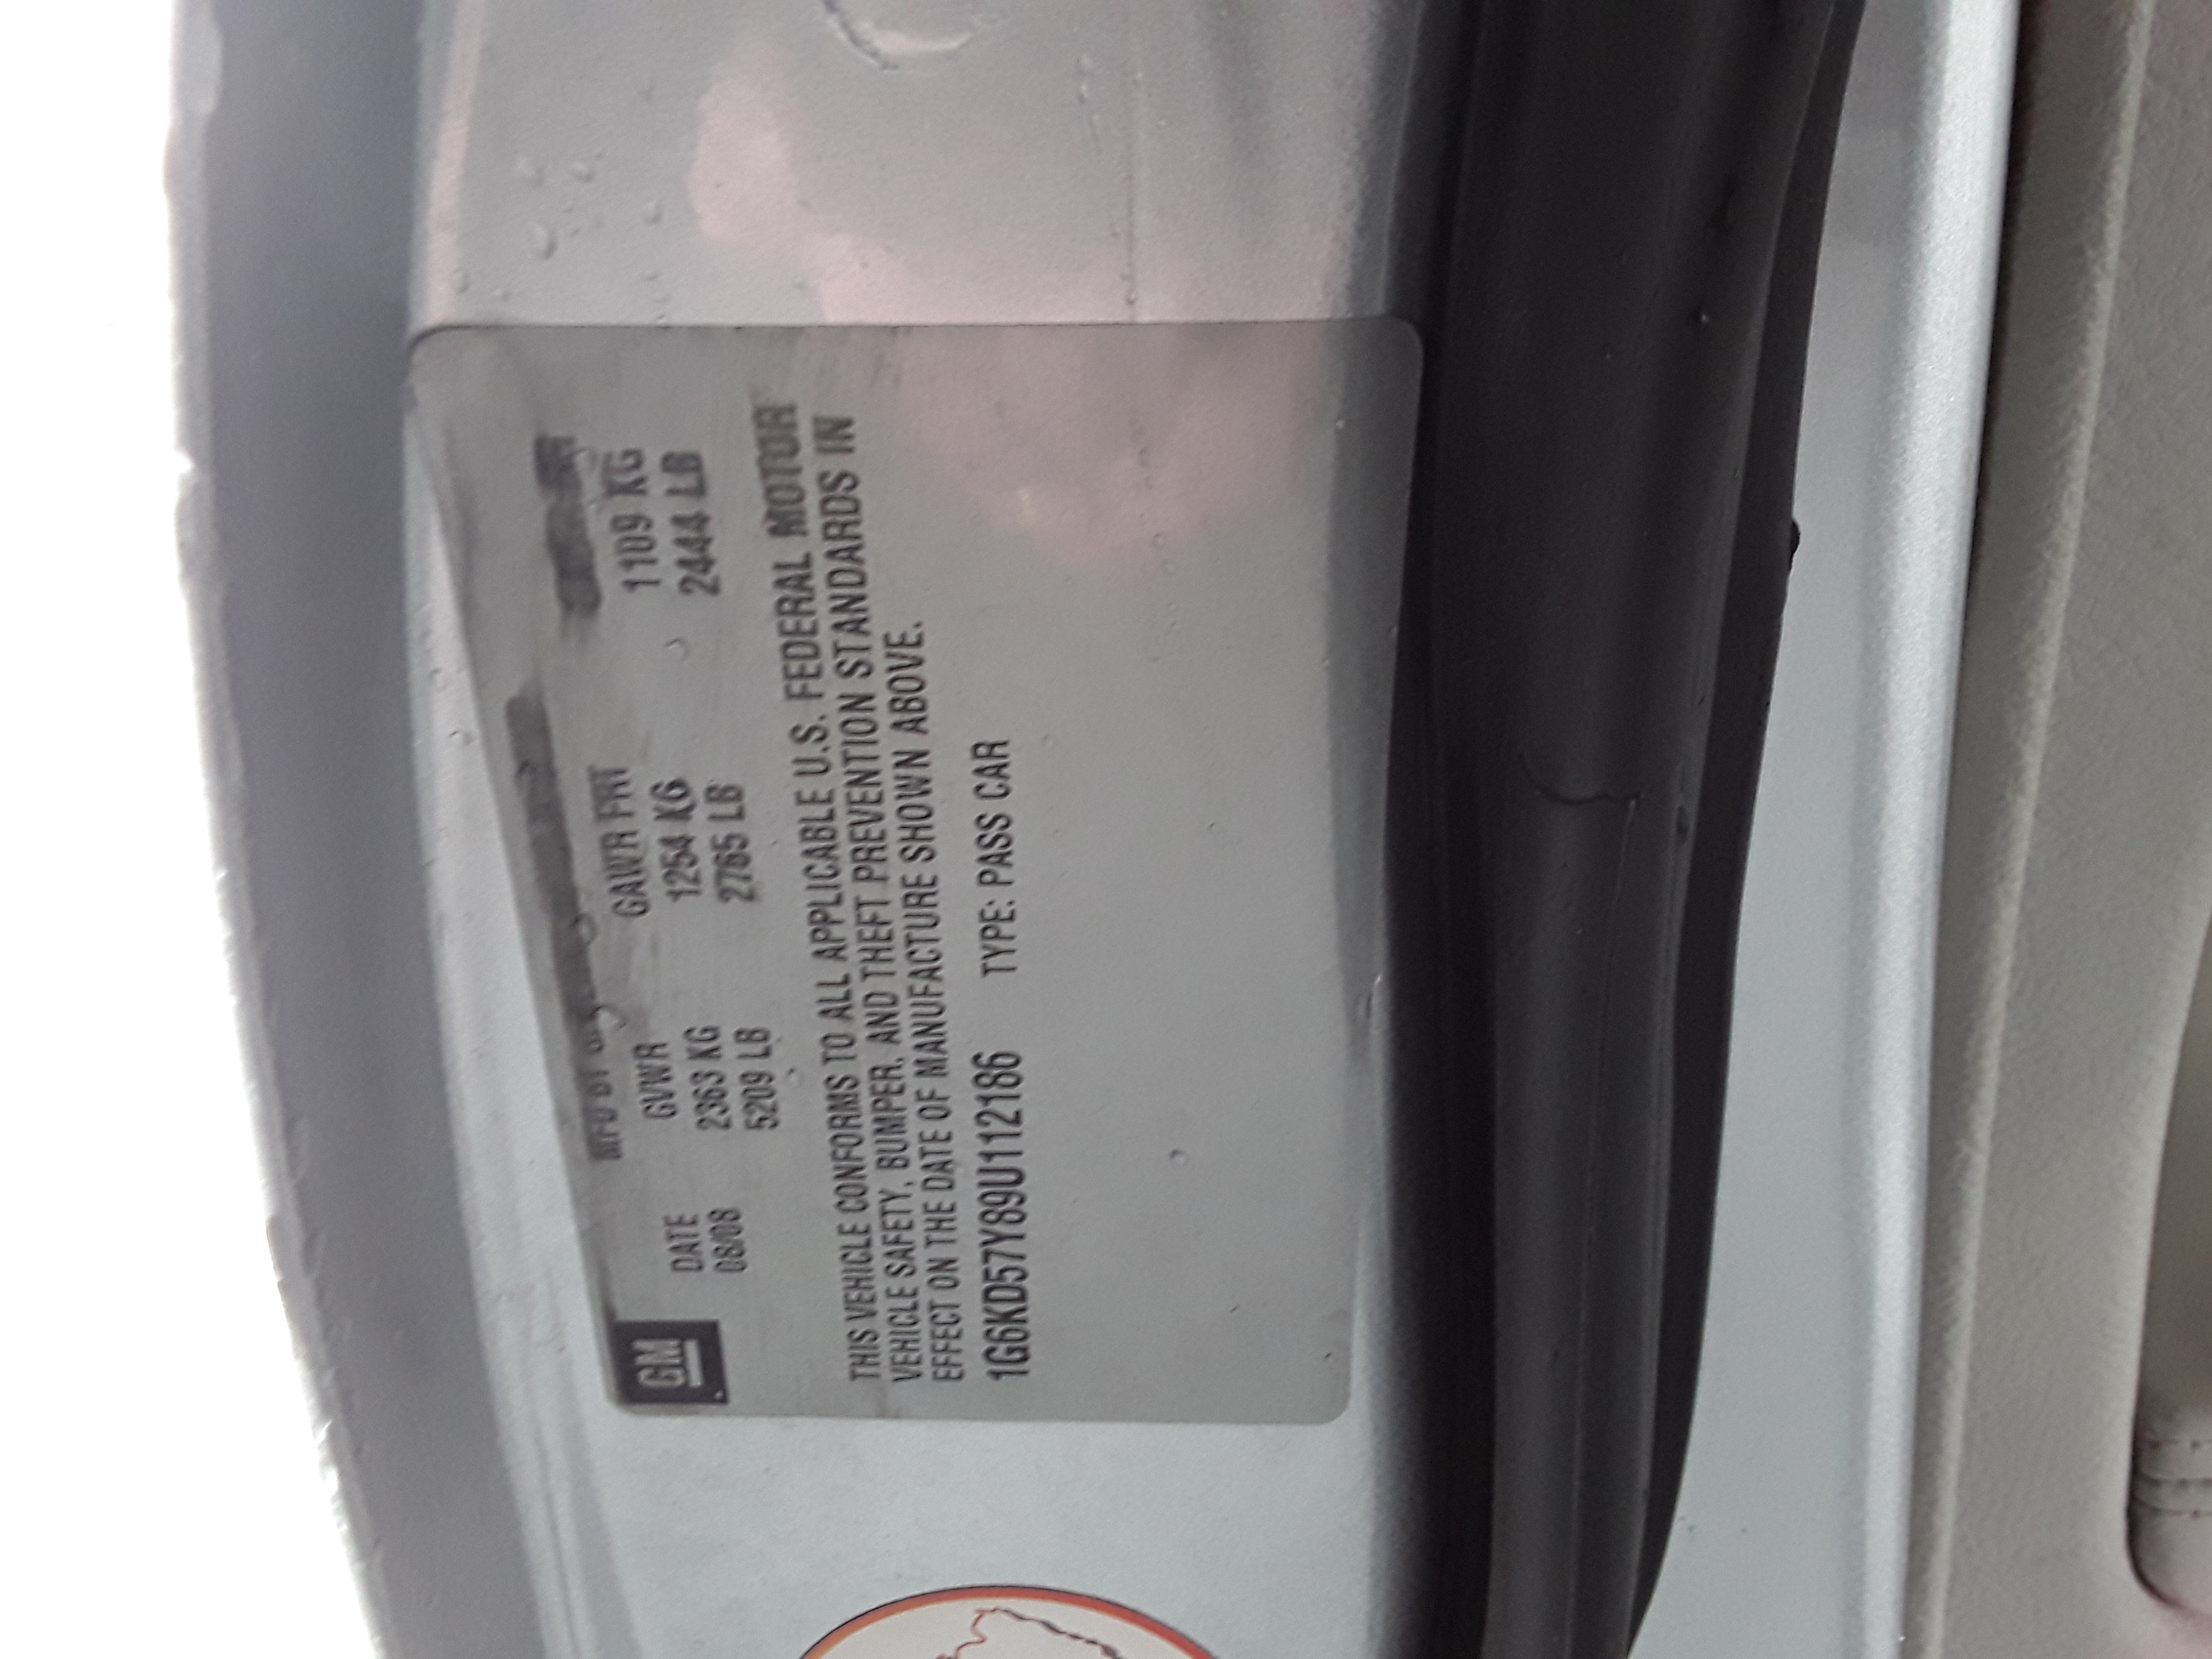 GM
MFD BY
DATE GVWR GAWR FRT
08/08 2363 KG 1254 KG 1109 KG
5209 LB 2765 LB 2444 LB
THIS VEHICLE CONFORMS TO ALL APPLICABLE U.S. FEDERAL MOTOR
VEHICLE SAFETY, BUMPER, AND THEFT PREVENTION STANDARDS IN
EFFECT ON THE DATE OF MANUFACTURE SHOWN ABOVE.
1G6KD57Y89U112186 TYPE: PASS CAR